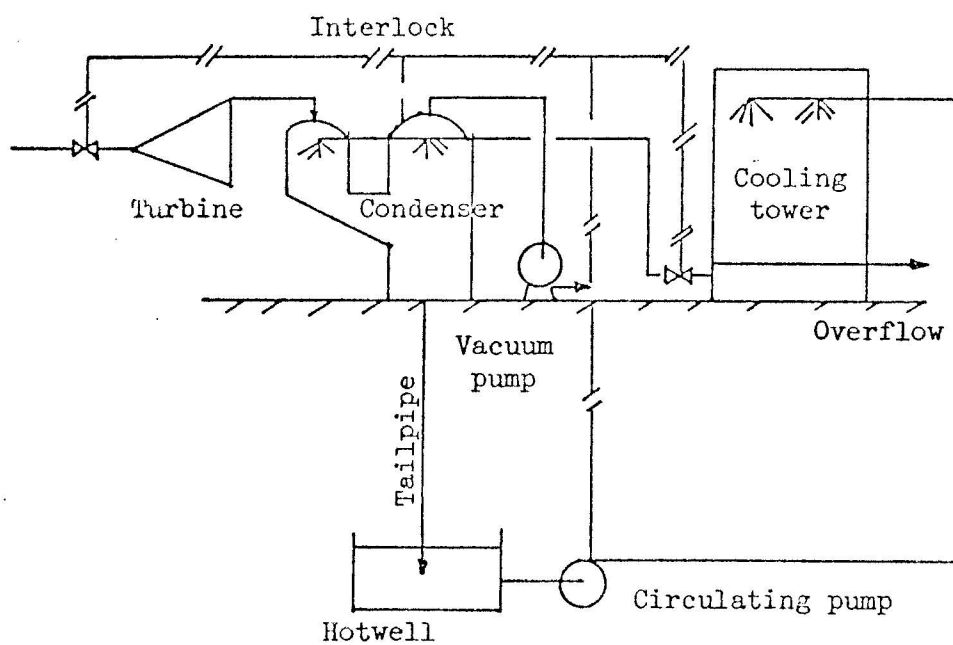 Interlock
Turbine
Condenser
Cooling
tower
Overflow
Vacuum
pump
Tailpipe
Hotwell
Circulating pump